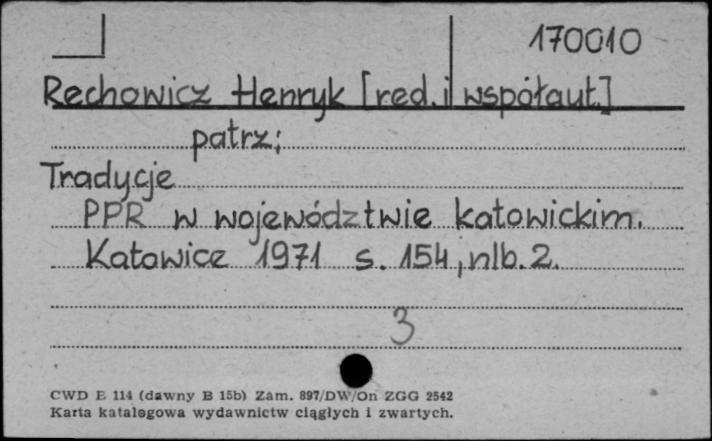 170010
Rechowicz Henryk [red. i współaut.]
patrz:
Tradycje
PPR w województwie katowickim.
Katowice 1971 s. 154, nlb. 2.
3
CWD E 114 (dawny B 15b) Zam. 897/DW/On ZGG 2542
Karta katalogowa wydawnictw ciągłych i zwartych.